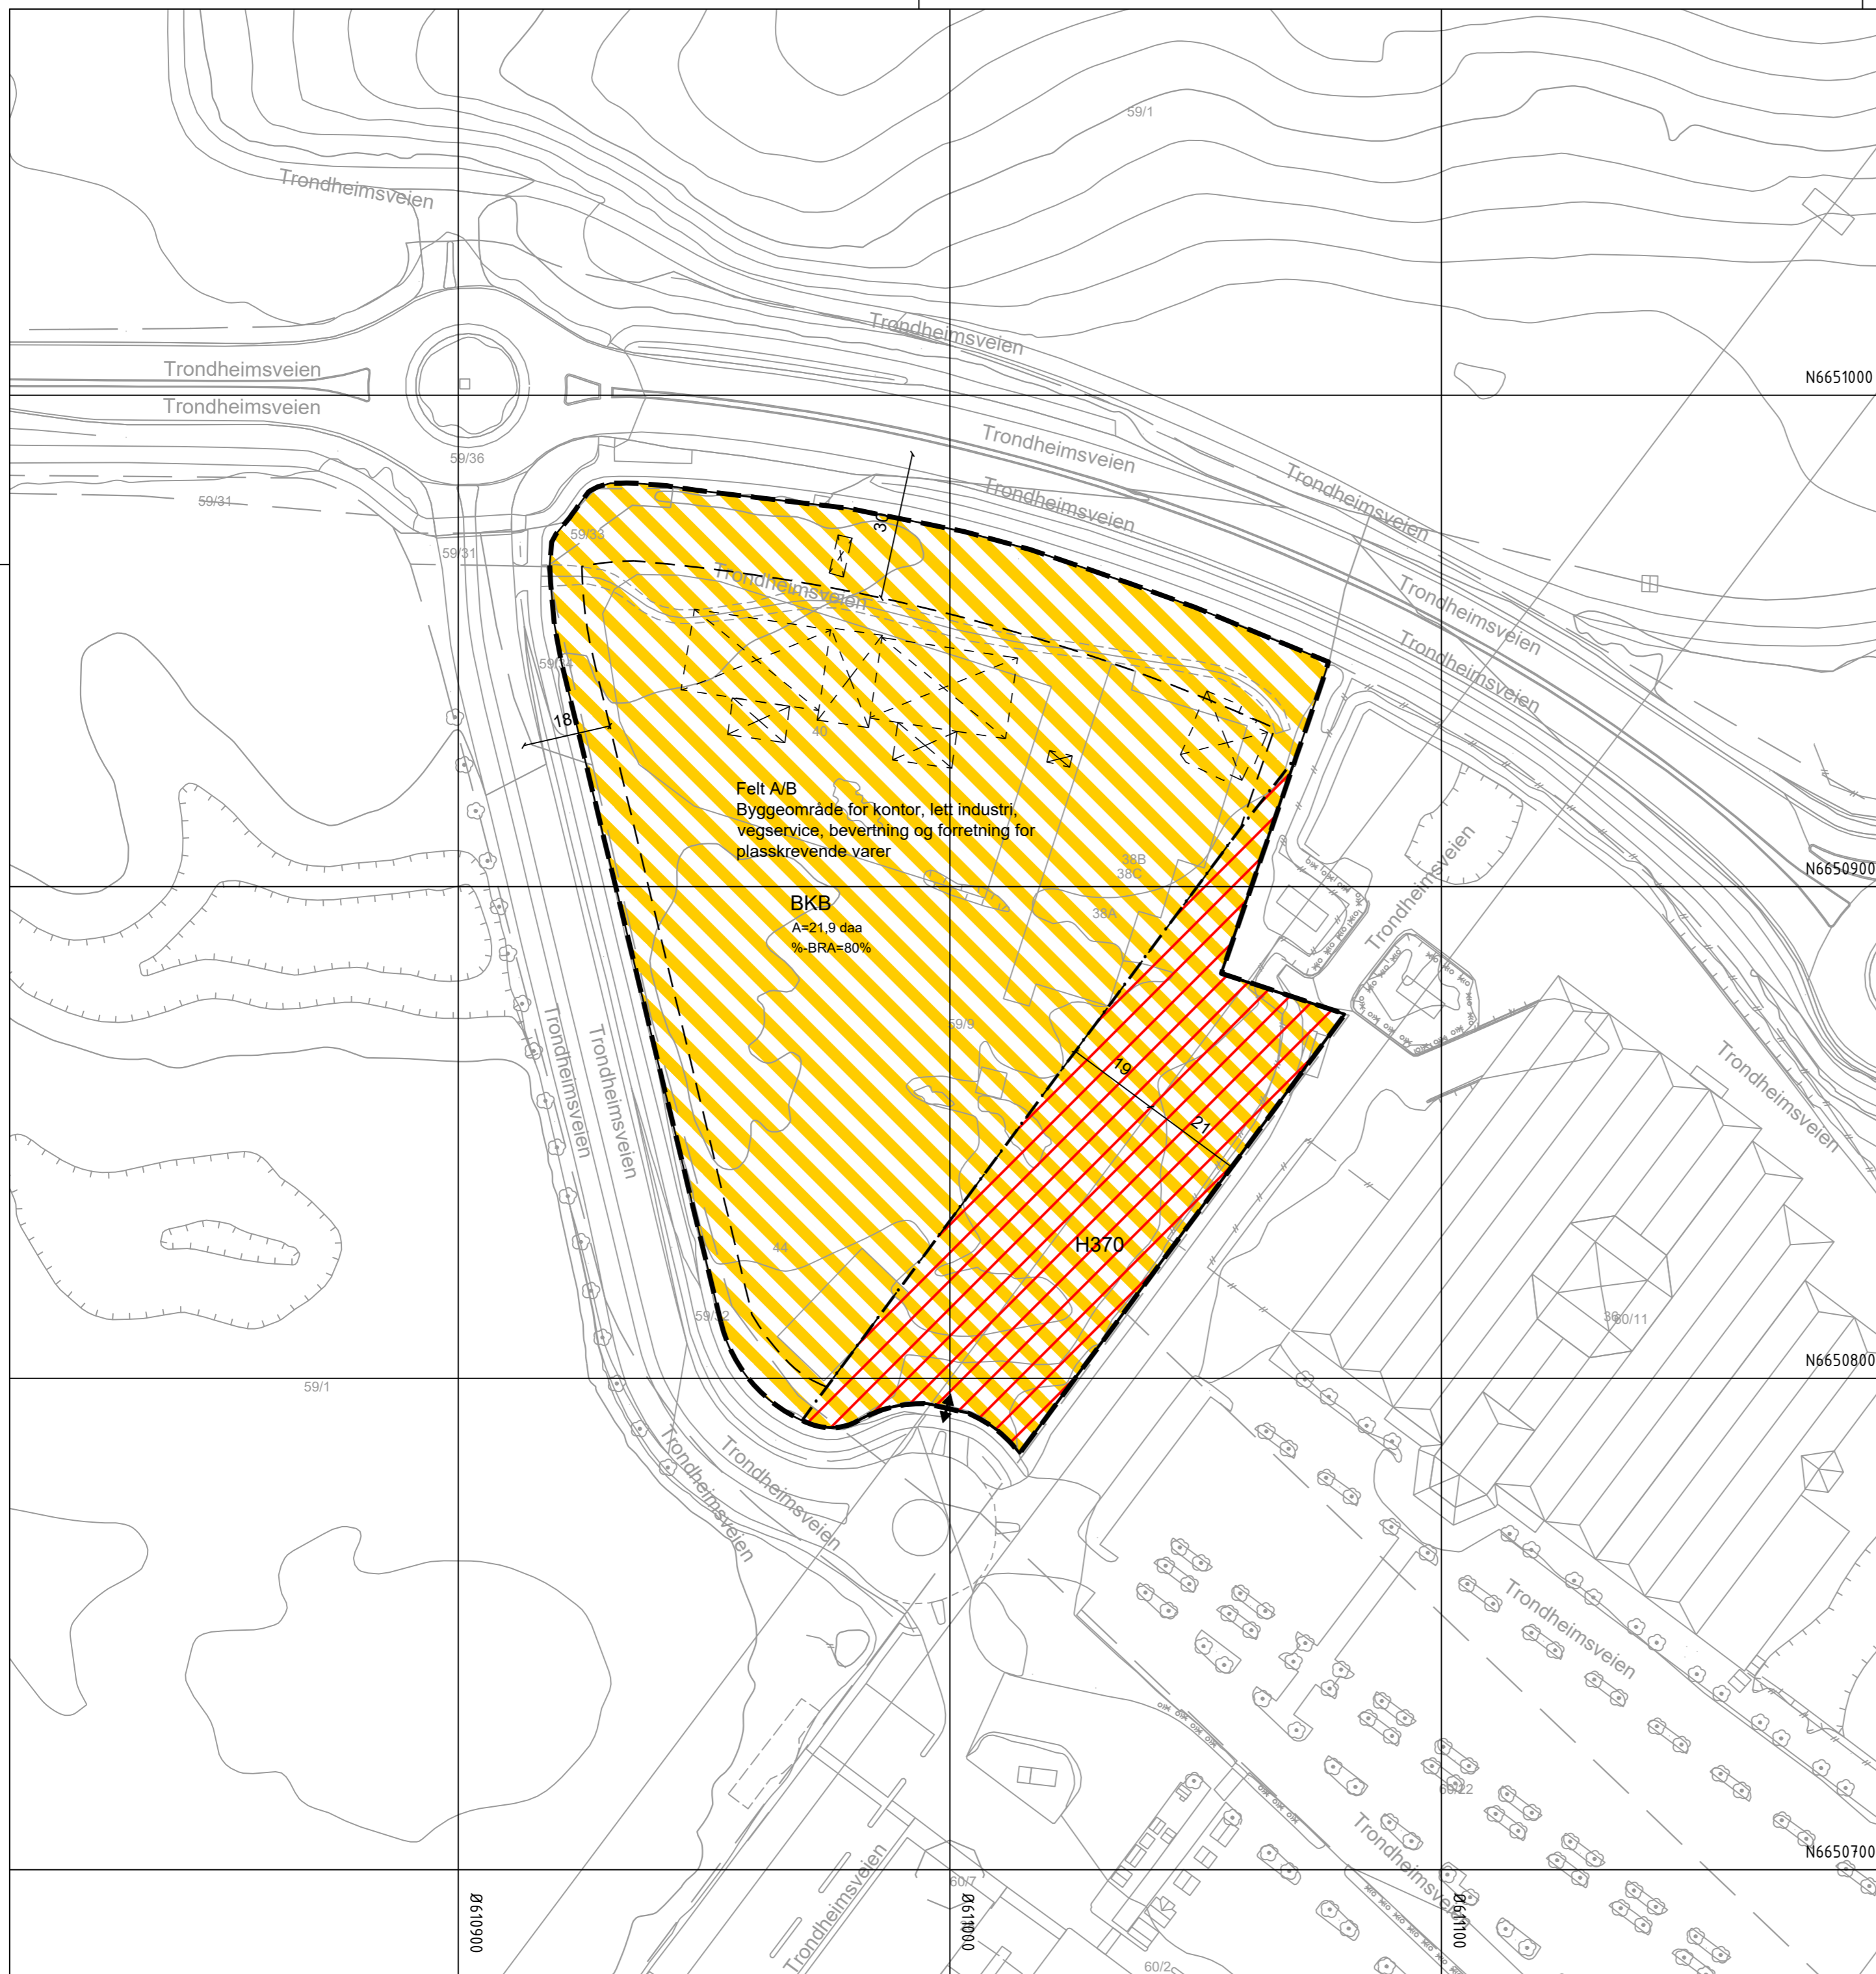 59/1
Trondheimsveien
Trondheimsveien
Trondheimsveien
N6651000
Trondheimsveien
Trondheimsveien
59/36
Trondheimsveien
59/31
Trondheimsveien
30
59/33
59/31
Trondheimsveien
Trondheimsveien
Trondheimsveien
59/34
18
40
Felt A/B
Byggeområde for kontor, lett industri,
vegservice, bevertning og forretning for
plasskrevende varer
38B
38C
N6650900
Trondheimsveien
BKB
38A
A=21,9 daa
%-BRA=80%
59/9
Trondheimsveien
Trondheimsveien
19
Trondheimsveien
21
44
H370
59/32
36
60/11
N6650800
59/1
Trondheimsveien
Trondheimsveien
Trondheimsveien
60/22
Trondheimsveien
N6650700
60/7
Trondheimsveien
Ø610900
Ø611000
Ø611100
60/2